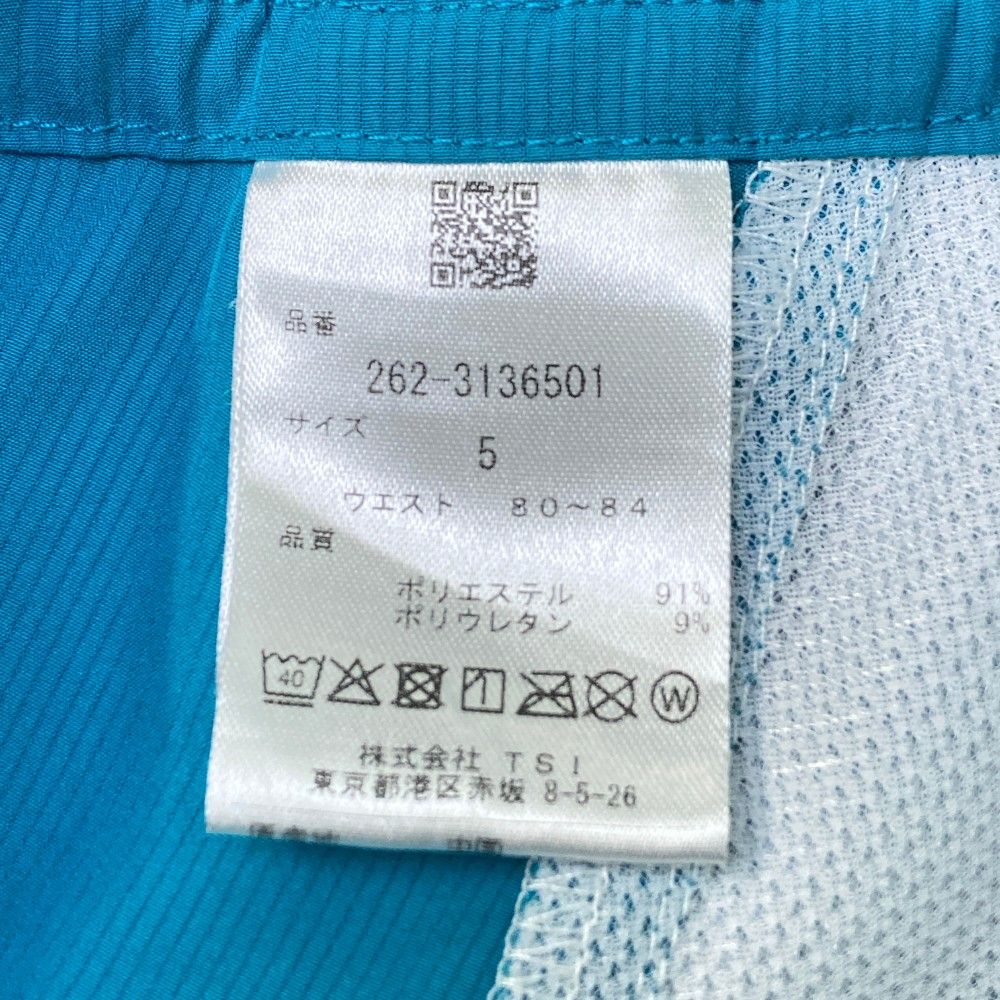 品番
262-3136501
サイズ
5
ウエスト 80～84
品質
ポリエステル 91%
ポリウレタン 9%
40
W
株式会社 TSI
東京都港区赤坂 8-5-26